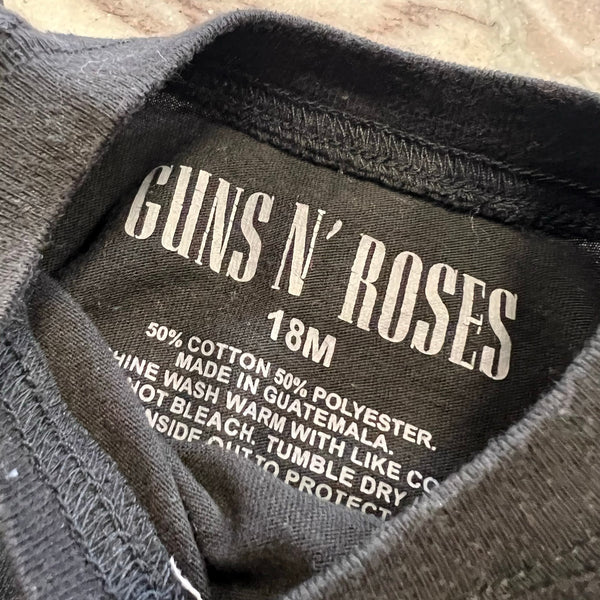 GUNS N' ROSES
18M
50% COTTON 50% POLYESTER.
MADE IN GUATEMALA.
WASH WARM WITH LIKE
BLEACH. TUMBLE DRY
INSIDE OUT TO PROTECT